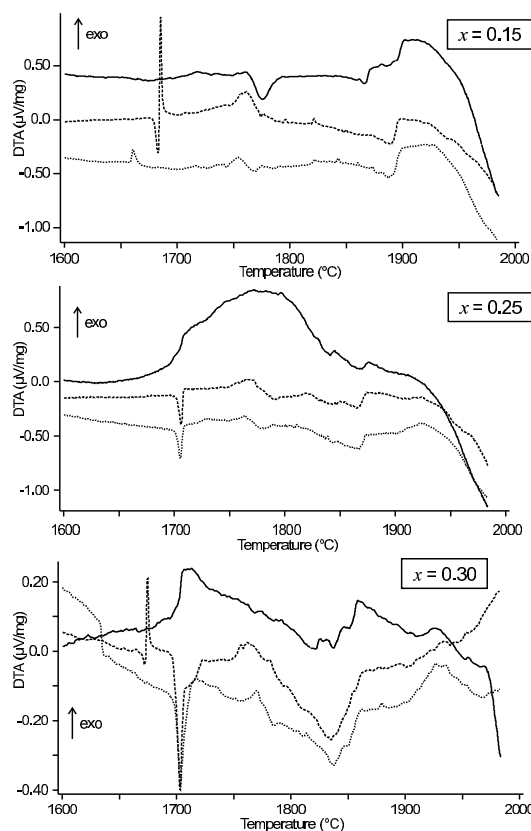 exo
x = 0.15
0.50
0.0
-0.50
-1.00
DTA (µV/mg)
1600 1700 1800 1900 2000
Temperature (°C)
exo
x = 0.25
0.50
0.0
-0.50
-1.00
DTA (µV/mg)
1600 1700 1800 1900 2000
Temperature (°C)
x = 0.30
0.20
0.0
-0.20
-0.40
DTA (µV/mg)
exo
1600 1700 1800 1900 2000
Temperature (°C)